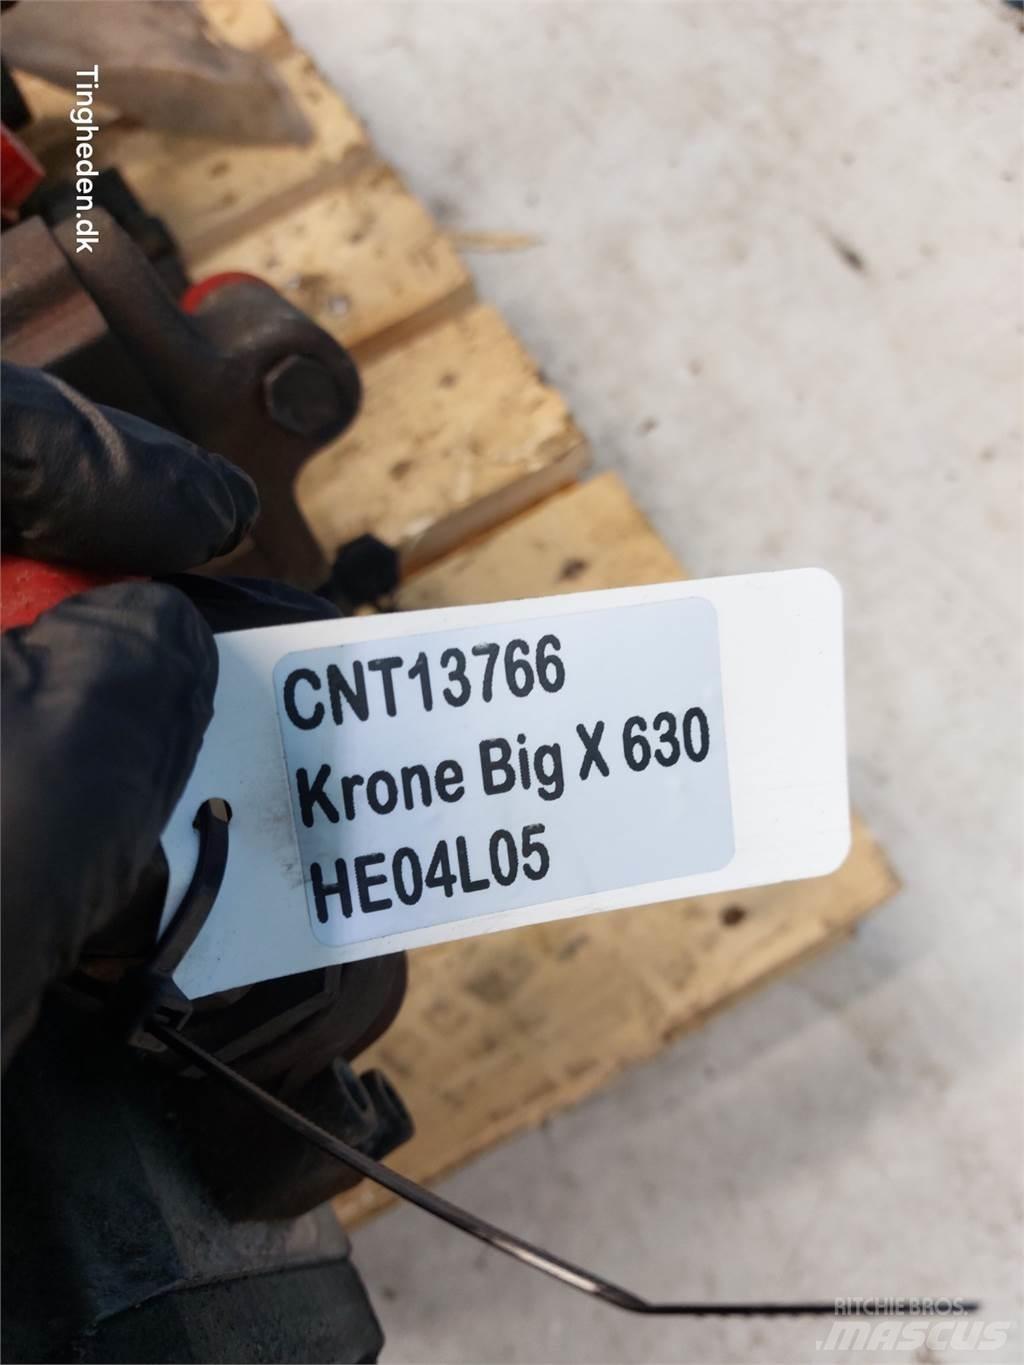 Tingheden.dk
CNT13766
Krone Big X 630
HE04L05
RITCHIE BROS.
MASCUS